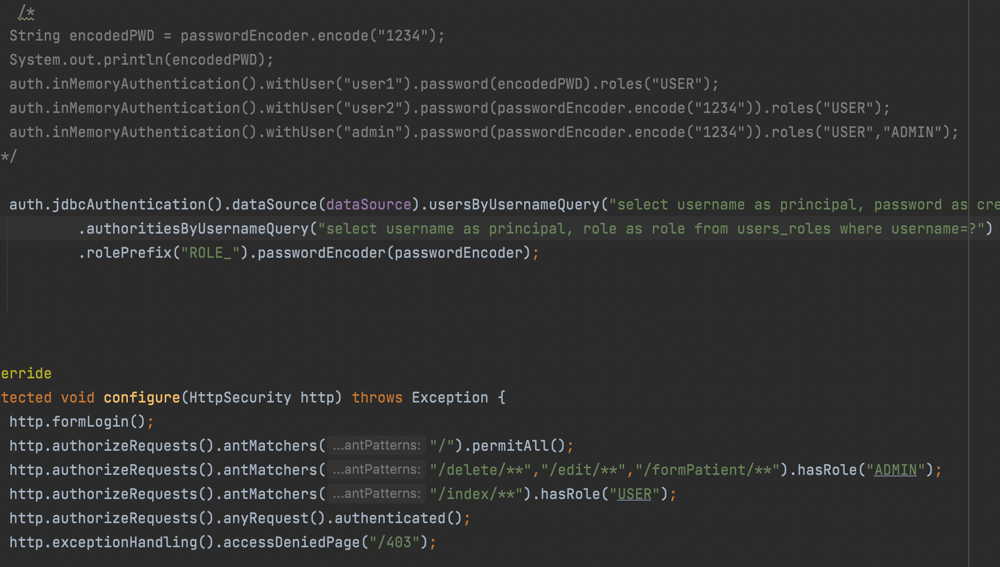 /*
String encodedPWD = passwordEncoder.encode("1234");
System.out.println(encodedPWD);
auth.inMemoryAuthentication().withUser("user1").password(encodedPWD).roles("USER");
auth.inMemoryAuthentication().withUser("user2").password(passwordEncoder.encode("1234")).roles("USER");
auth.inMemoryAuthentication().withUser("admin").password(passwordEncoder.encode("1234")).roles("USER","ADMIN");
*/
auth.jdbcAuthentication().dataSource(dataSource).usersByUsernameQuery("select username as principal, password as cre
.authoritiesByUsernameQuery("select username as principal, role as role from users_roles where username=?")
.rolePrefix("ROLE_").passwordEncoder(passwordEncoder);
erride
tected void configure(HttpSecurity http) throws Exception {
http.formLogin();
http.authorizeRequests().antMatchers( ...antPatterns: "/").permitAll();
http.authorizeRequests().antMatchers( ...antPatterns: "/delete/**","/edit/**","/formPatient/**").hasRole("ADMIN");
http.authorizeRequests().antMatchers( ...antPatterns: "/index/**").hasRole("USER");
http.authorizeRequests().anyRequest().authenticated();
http.exceptionHandling().accessDeniedPage("/403");